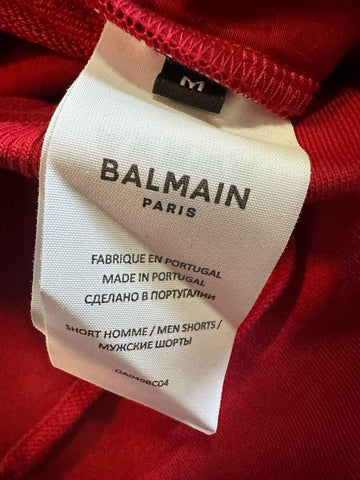 M
BALMAIN
PARIS
FABRIQUE EN PORTUGAL
MADE IN PORTUGAL
СДЕЛАНО В ПОРТУГАЛИИ
SHORT HOMME / MEN SHORTS /
МУЖСКИЕ ШОРТЫ